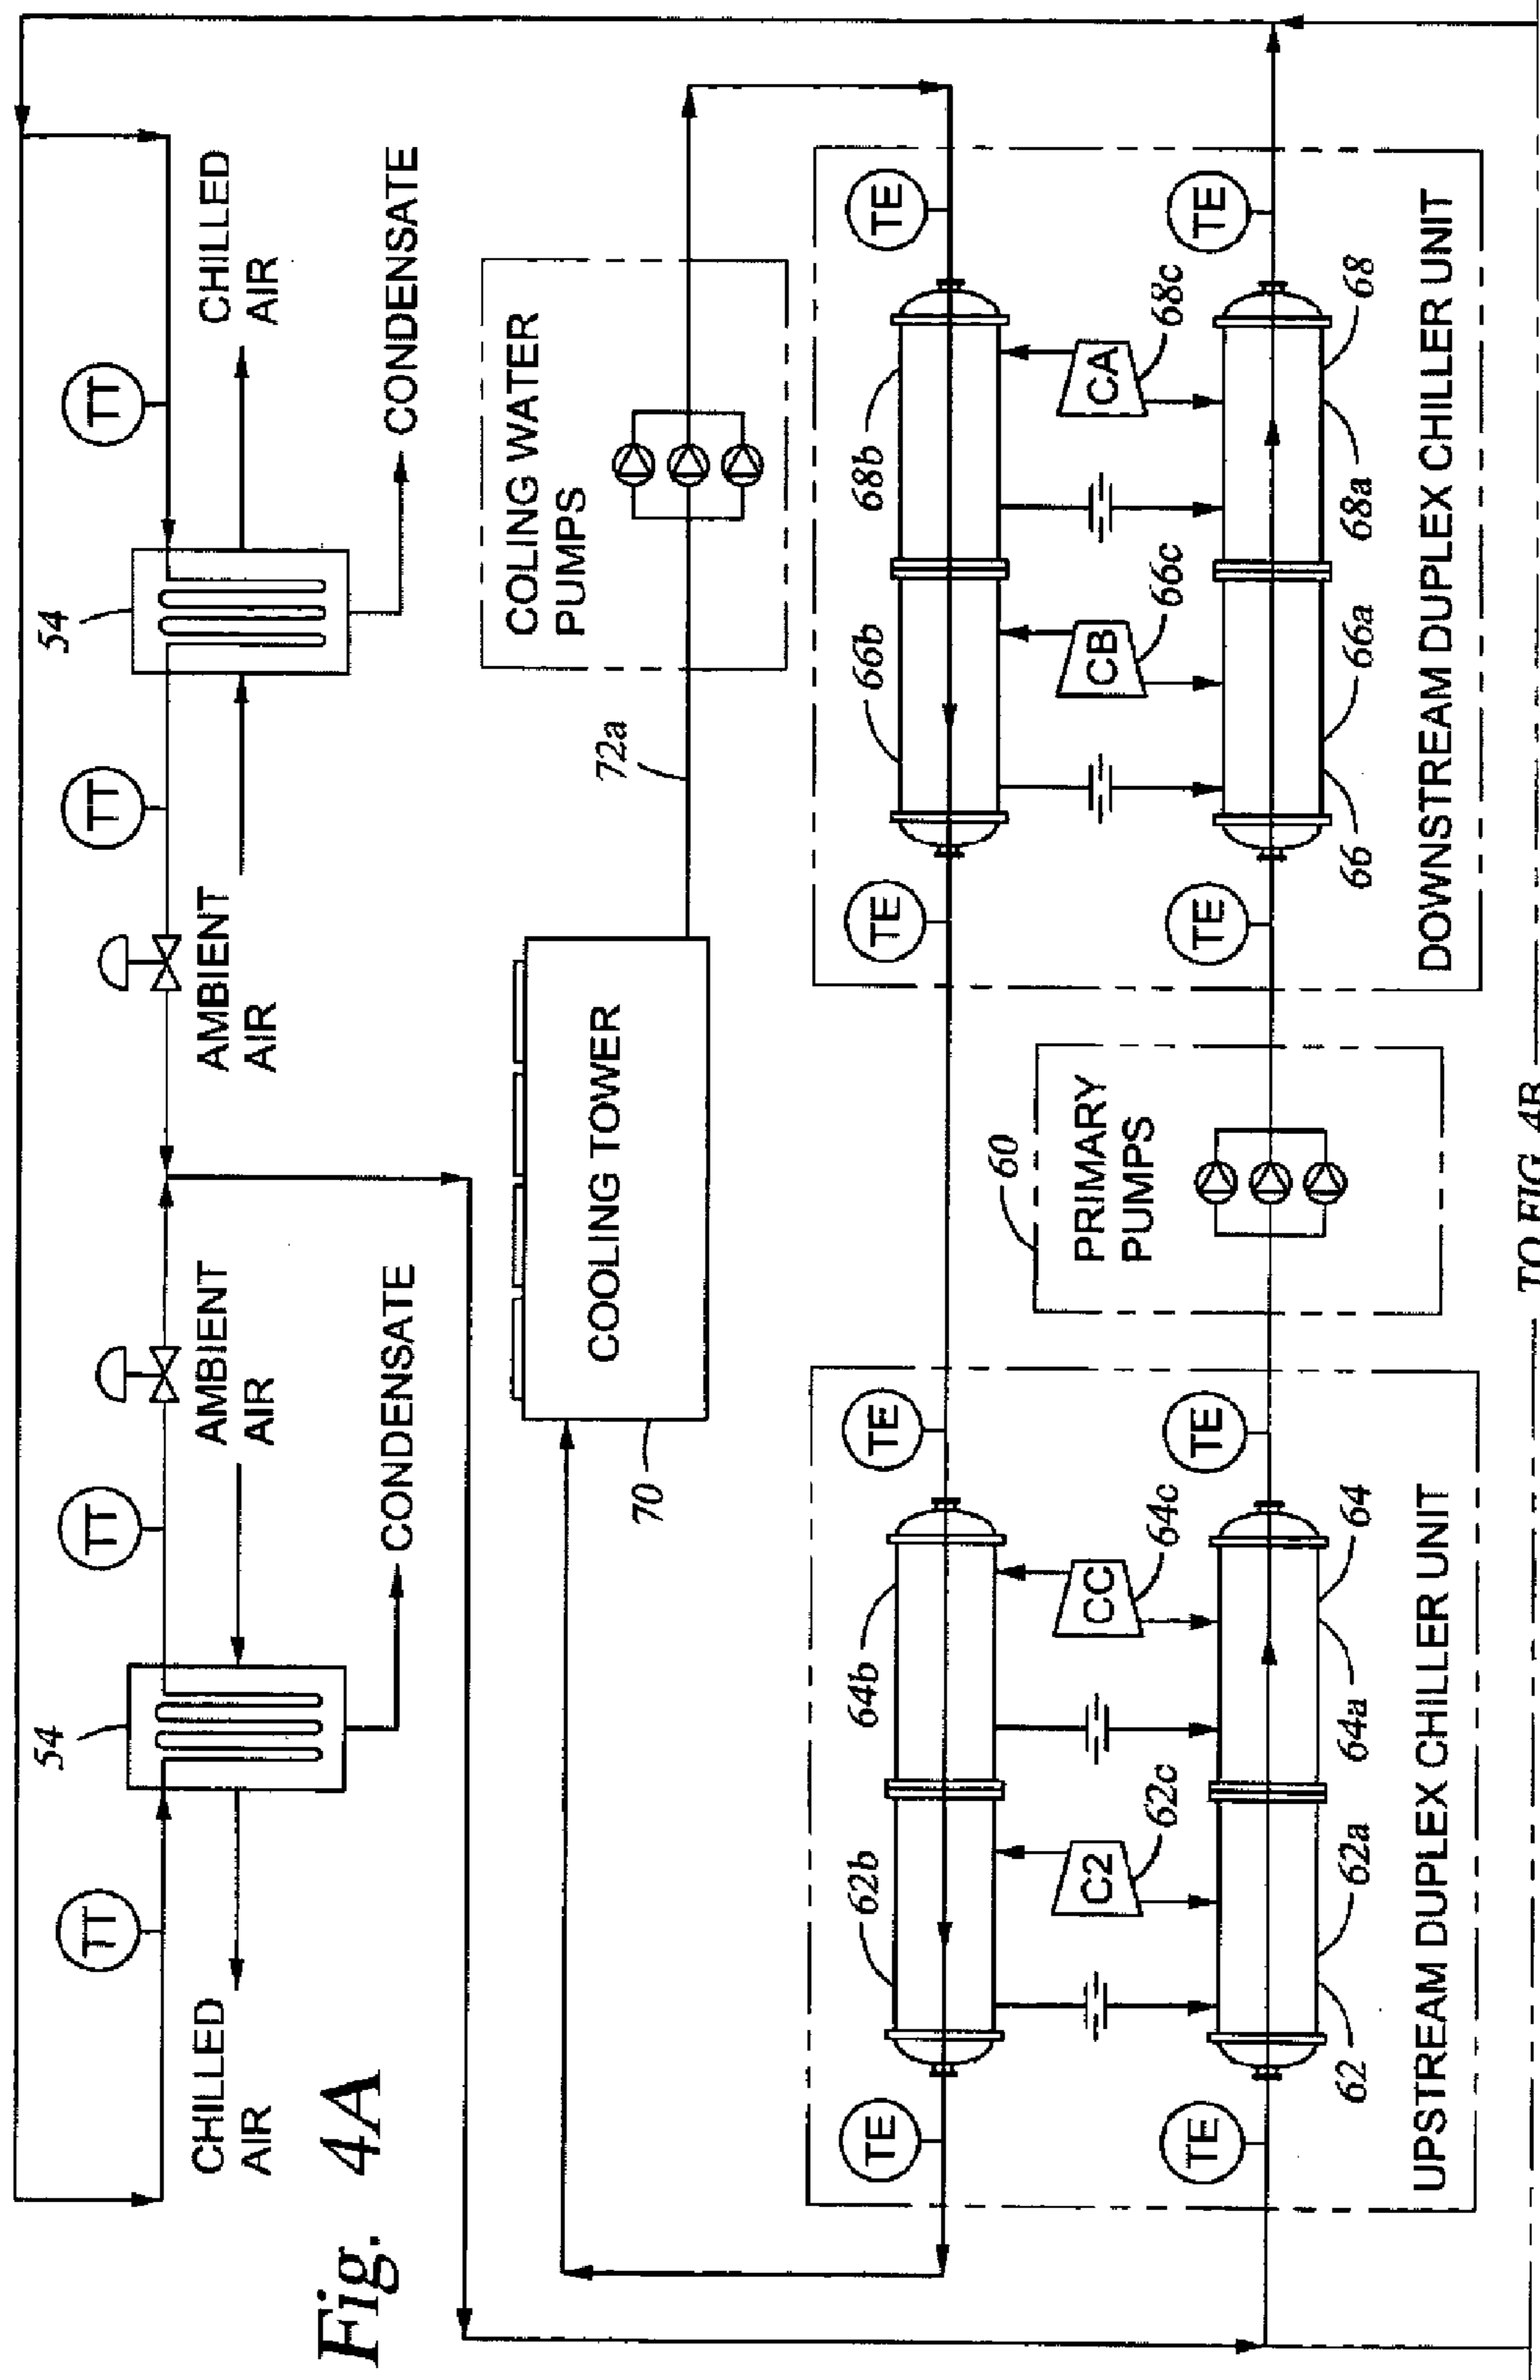 Fig. 4A
TT
TT
TT
TT
54
54
CHILLED
AIR
AMBIENT
AIR
AMBIENT
AIR
CHILLED
AIR
CONDENSATE
CONDENSATE
COOLING TOWER
70
72a
COLING WATER
PUMPS
TE
62b
64b
TE
TE
66b
68b
TE
C2
62c
CC
64c
CB
66c
CA
68c
60
PRIMARY
PUMPS
TE
TE
TE
TE
62
62a
64a
64
66
66a
68a
68
UPSTREAM DUPLEX CHILLER UNIT
DOWNSTREAM DUPLEX CHILLER UNIT
TO FIG. 4B